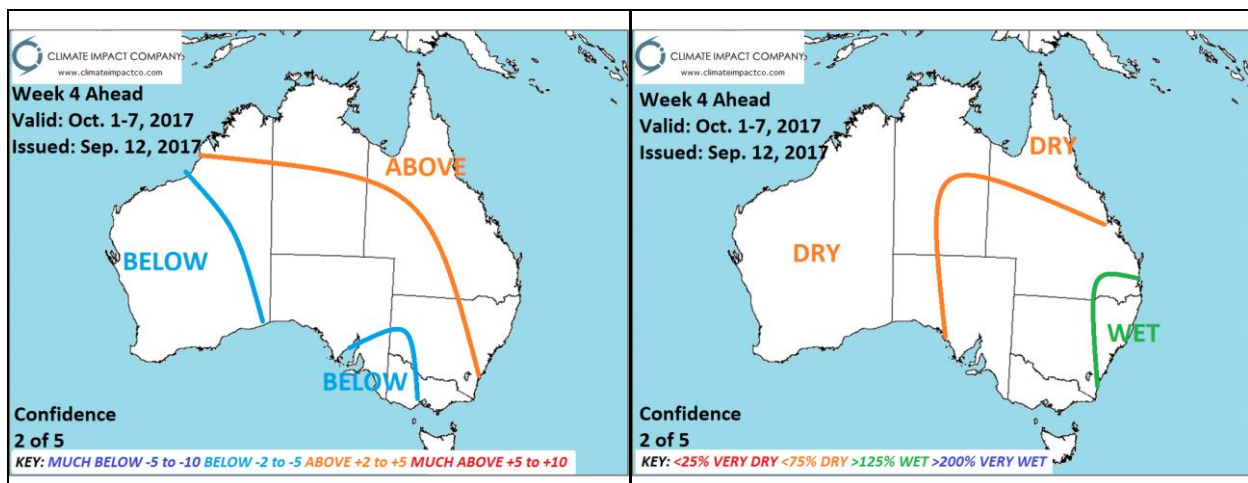 CLIMATE IMPACT COMPANY
www.climateimpactco.com
Week 4 Ahead
Valid: Oct. 1-7, 2017
Issued: Sep. 12, 2017
ABOVE
BELOW
BELOW
Confidence
2 of 5
KEY: MUCH BELOW -5 to -10 BELOW -2 to -5 ABOVE +2 to +5 MUCH ABOVE +5 to +10
CLIMATE IMPACT COMPANY
www.climateimpactco.com
Week 4 Ahead
Valid: Oct. 1-7, 2017
Issued: Sep. 12, 2017
DRY
DRY
WET
Confidence
2 of 5
KEY: <25% VERY DRY <75% DRY >125% WET >200% VERY WET